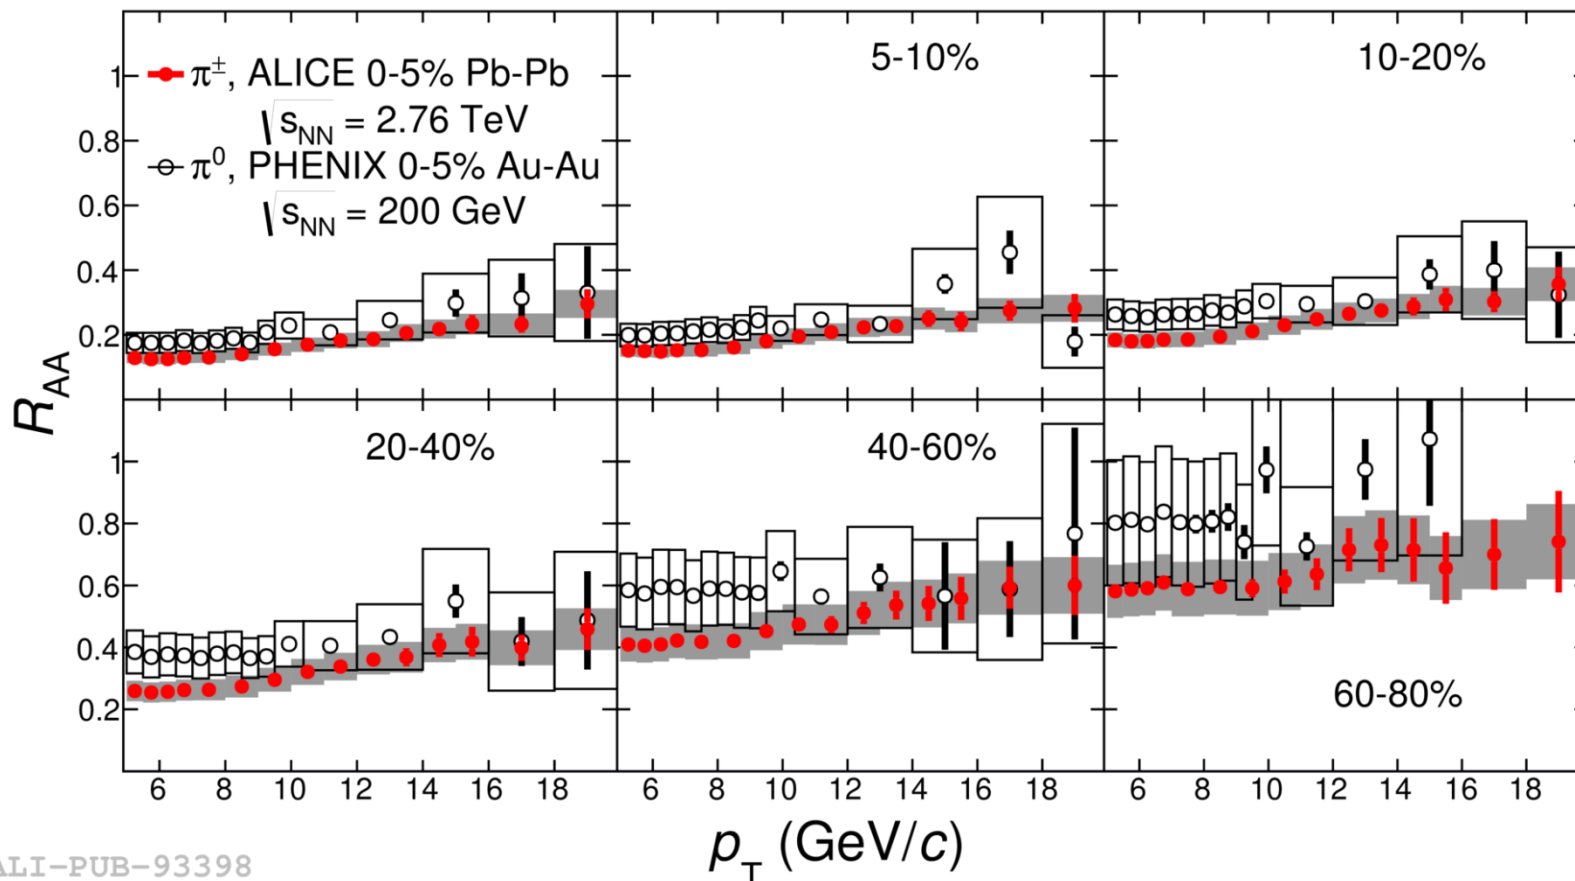 1
0.8
0.6
0.4
0.2
π±, ALICE 0-5% Pb-Pb
√sNN = 2.76 TeV
π0, PHENIX 0-5% Au-Au
√sNN = 200 GeV
5-10%
10-20%
RAA
1
0.8
0.6
0.4
0.2
20-40%
40-60%
60-80%
6 8 10 12 14 16 18
6 8 10 12 14 16 18
6 8 10 12 14 16 18
pT (GeV/c)
ALI-PUB-93398